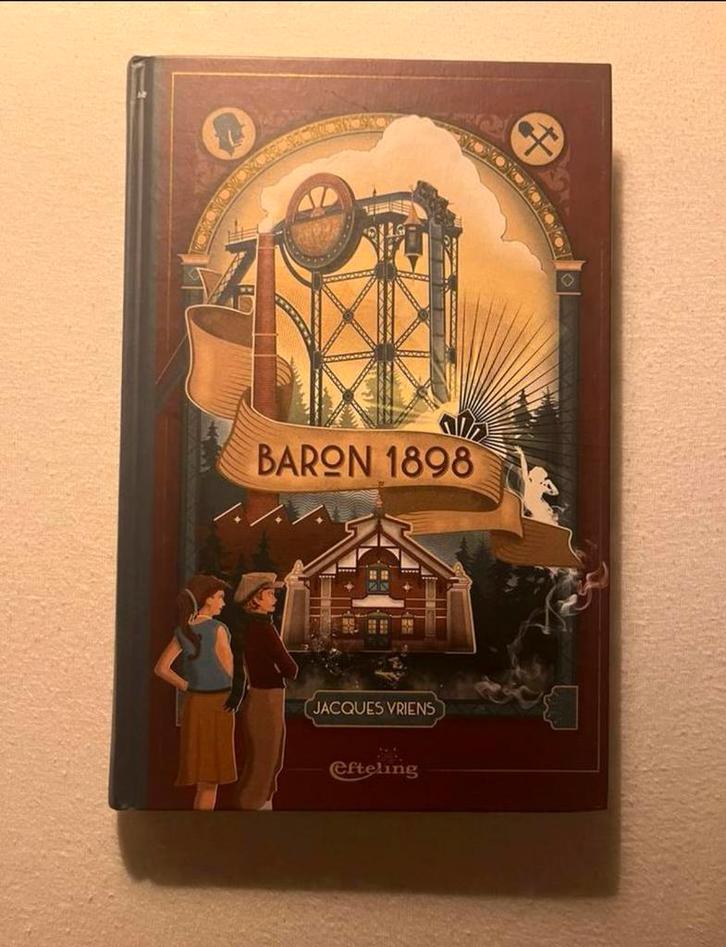 BARON 1898
JACQUES VRIENS
Efteling